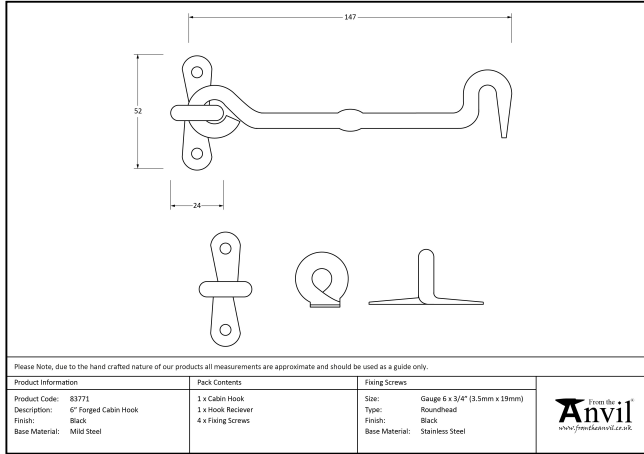 147
52
24
Please Note, due to the hand crafted nature of our products all measurements are approximate and should be used as a guide only.
Product Information
Product Code: 83771
Description: 6" Forged Cabin Hook
Finish: Black
Base Material: Mild Steel
Pack Contents
1 x Cabin Hook
1 x Hook Reciever
4 x Fixing Screws
Fixing Screws
Size: Gauge 6 x 3/4" (3.5mm x 19mm)
Type: Roundhead
Finish: Black
Base Material: Stainless Steel
From the
Anvil
www.fromtheanvil.co.uk